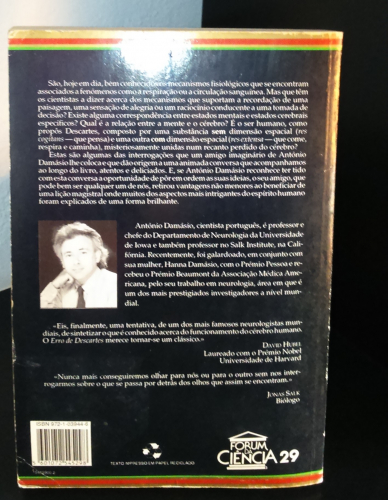 São, hoje em dia, bem conhecidos os mecanismos fisiológicos que se encontram
associados a fenómenos como a respiração ou a circulação sanguínea. Mas que têm
os cientistas a dizer acerca dos mecanismos que suportam a recordação de uma
paisagem, uma sensação de alegria ou um raciocínio conducente a uma tomada de
decisão? Existe alguma correspondência entre estados mentais e estados cerebrais
específicos? Qual é a relação entre a mente e o cérebro? É o ser humano, como
propôs Descartes, composto por uma substância sem dimensão espacial (res
cogitans — que pensa) e uma outra com dimensão espacial (res extensa — que come,
respira e caminha), misteriosamente unidas num recanto perdido do cérebro?
Estas são algumas das interrogações que um amigo imaginário de António
Damásio lhe coloca e que dão origem a uma animada conversa que acompanhamos
ao longo do livro, atentos e deliciados. E, se António Damásio reconhece ter tido
com esta conversa a oportunidade de pôr em ordem as suas ideias, o seu amigo, que
pode bem ser qualquer um de nós, retirou vantagens não menores ao beneficiar de
uma lição magistral onde muitos dos aspectos mais intrigantes do espírito humano
foram explicados de uma forma brilhante.
António Damásio, cientista português, é professor e
chefe do Departamento de Neurologia da Universidade
de Iowa e também professor no Salk Institute, na Cali-
fórnia. Recentemente, foi galardoado, em conjunto com
sua mulher, Hanna Damásio, com o Prémio Pessoa e re-
cebeu o Prémio Beaumont da Associação Médica Ame-
ricana, pelo seu trabalho em neurologia, área em que é
um dos mais prestigiados investigadores a nível mun-
dial.
«Eis, finalmente, uma tentativa, de um dos mais famosos neurologistas mun-
diais, de sintetizar o que é conhecido acerca do funcionamento do cérebro humano.
O Erro de Descartes merece tornar-se um clássico.»
DAVID HUBEL
Laureado com o Prémio Nobel
Universidade de Harvard
«Nunca mais conseguiremos olhar para nós ou para o outro sem nos inter-
rogarmos sobre o que se passa por detrás dos olhos que assim se encontram.»
JONAS SALK
Biólogo
TEXTO IMPRESSO EM PAPEL RECICLADO
FORUM
DA
CIÊNCIA 29